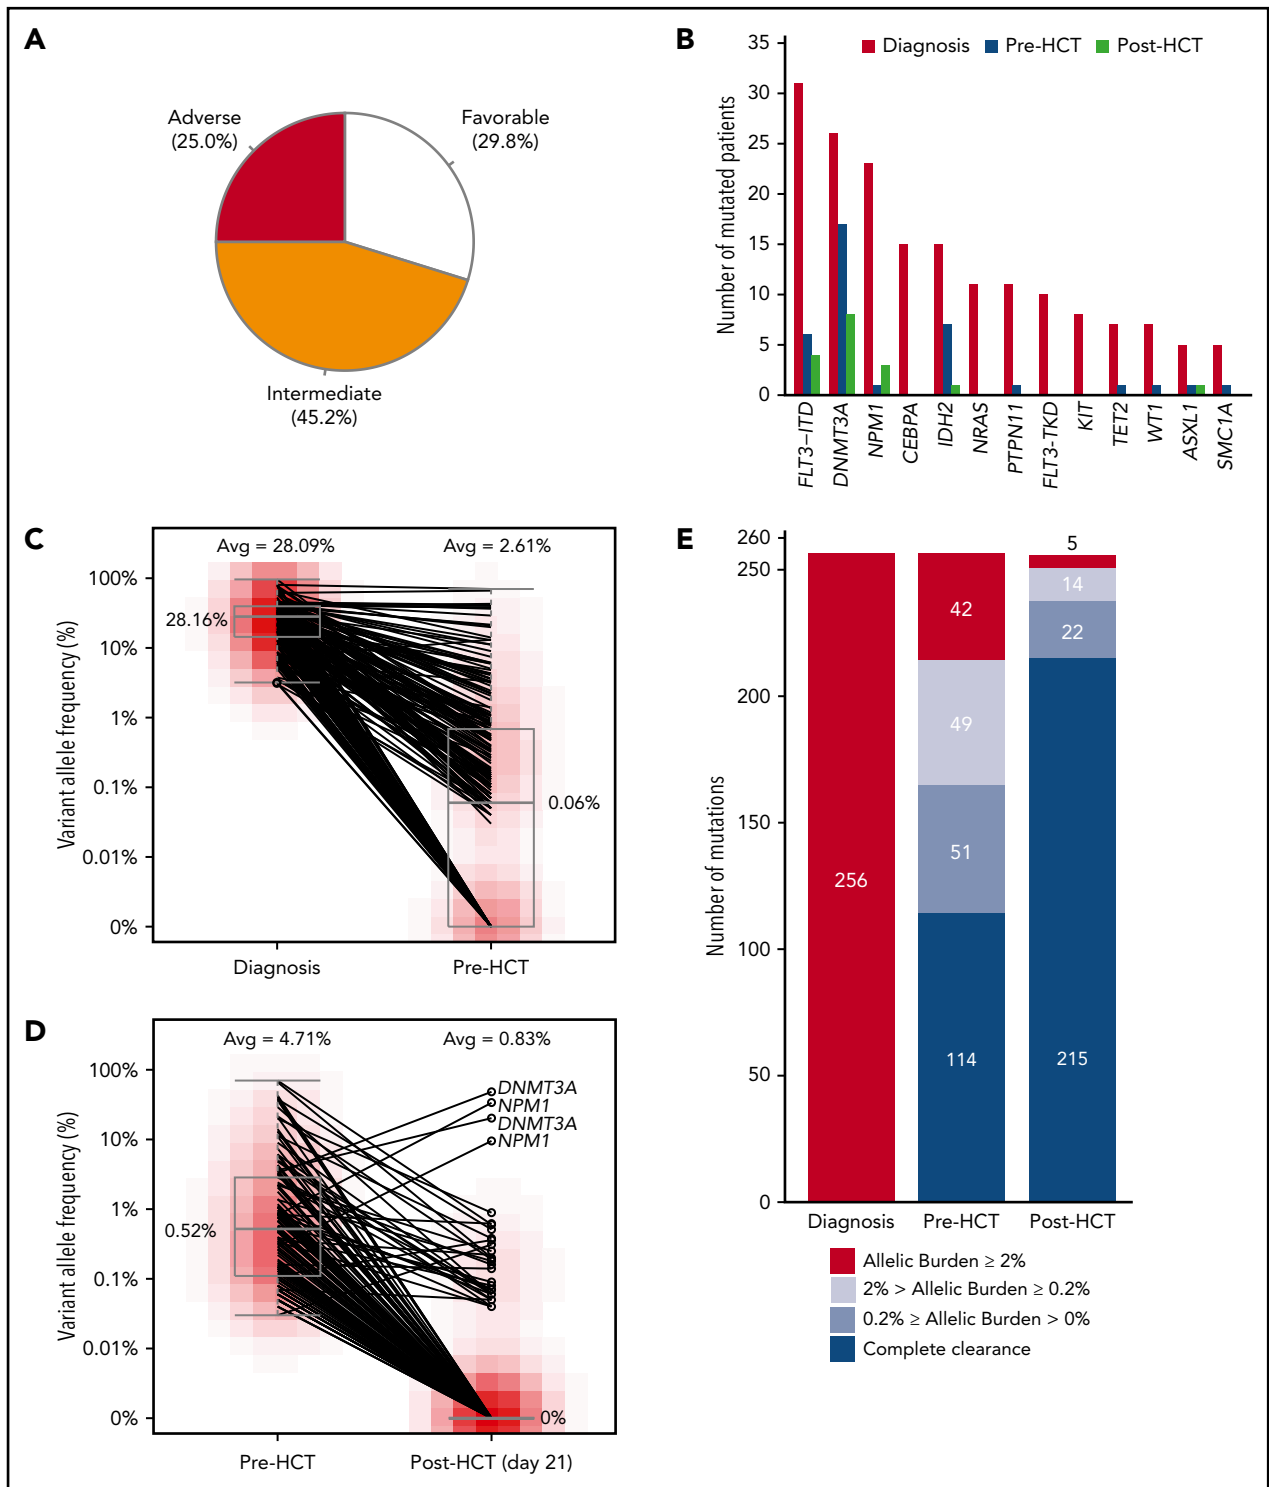 A
Adverse
(25.0%)
Favorable
(29.8%)
Intermediate
(45.2%)
B
Diagnosis
Pre-HCT
Post-HCT
Number of mutated patients
35
30
25
20
15
10
5
0
FLT3–ITD
DNMT3A
NPM1
CEBPA
IDH2
NRAS
PTPN11
FLT3-TKD
KIT
TET2
WT1
ASXL1
SMC1A
C
Avg = 28.09%
Avg = 2.61%
Variant allele frequency (%)
100%
10%
1%
0.1%
0.01%
0%
28.16%
0.06%
Diagnosis
Pre-HCT
D
Avg = 4.71%
Avg = 0.83%
Variant allele frequency (%)
100%
10%
1%
0.1%
0.01%
0%
0.52%
DNMT3A
NPM1
DNMT3A
NPM1
0%
Pre-HCT
Post-HCT (day 21)
E
Number of mutations
260
250
200
150
100
50
0
256
42
49
51
114
5
14
22
215
Diagnosis
Pre-HCT
Post-HCT
Allelic Burden ≥ 2%
2% > Allelic Burden ≥ 0.2%
0.2% ≥ Allelic Burden > 0%
Complete clearance